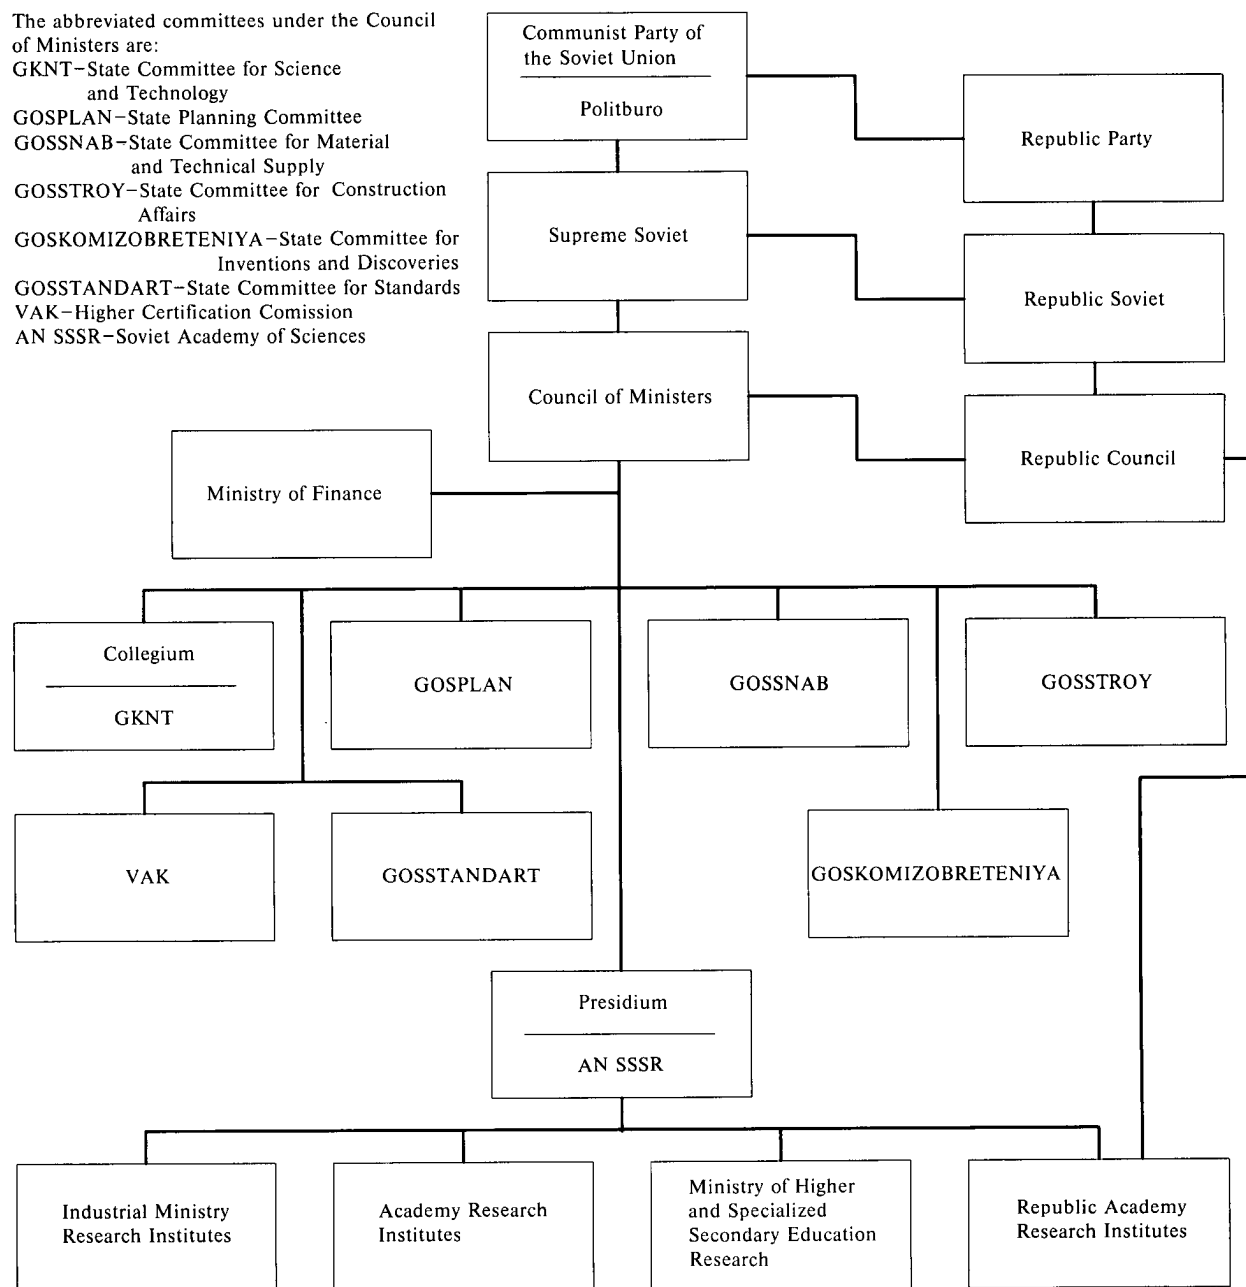 The abbreviated committees under the Council
of Ministers are:
GKNT–State Committee for Science
and Technology
GOSPLAN–State Planning Committee
GOSSNAB–State Committee for Material
and Technical Supply
GOSSTROY–State Committee for Construction
Affairs
GOSKOMIZOBRETENIYA–State Committee for
Inventions and Discoveries
GOSSTANDART–State Committee for Standards
VAK–Higher Certification Comission
AN SSSR–Soviet Academy of Sciences
Communist Party of
the Soviet Union
Politburo
Republic Party
Supreme Soviet
Republic Soviet
Council of Ministers
Republic Council
Ministry of Finance
Collegium
GKNT
GOSPLAN
GOSSNAB
GOSSTROY
VAK
GOSSTANDART
GOSKOMIZOBRETENIYA
Presidium
AN SSSR
Industrial Ministry
Research Institutes
Academy Research
Institutes
Ministry of Higher
and Specialized
Secondary Education
Research
Republic Academy
Research Institutes